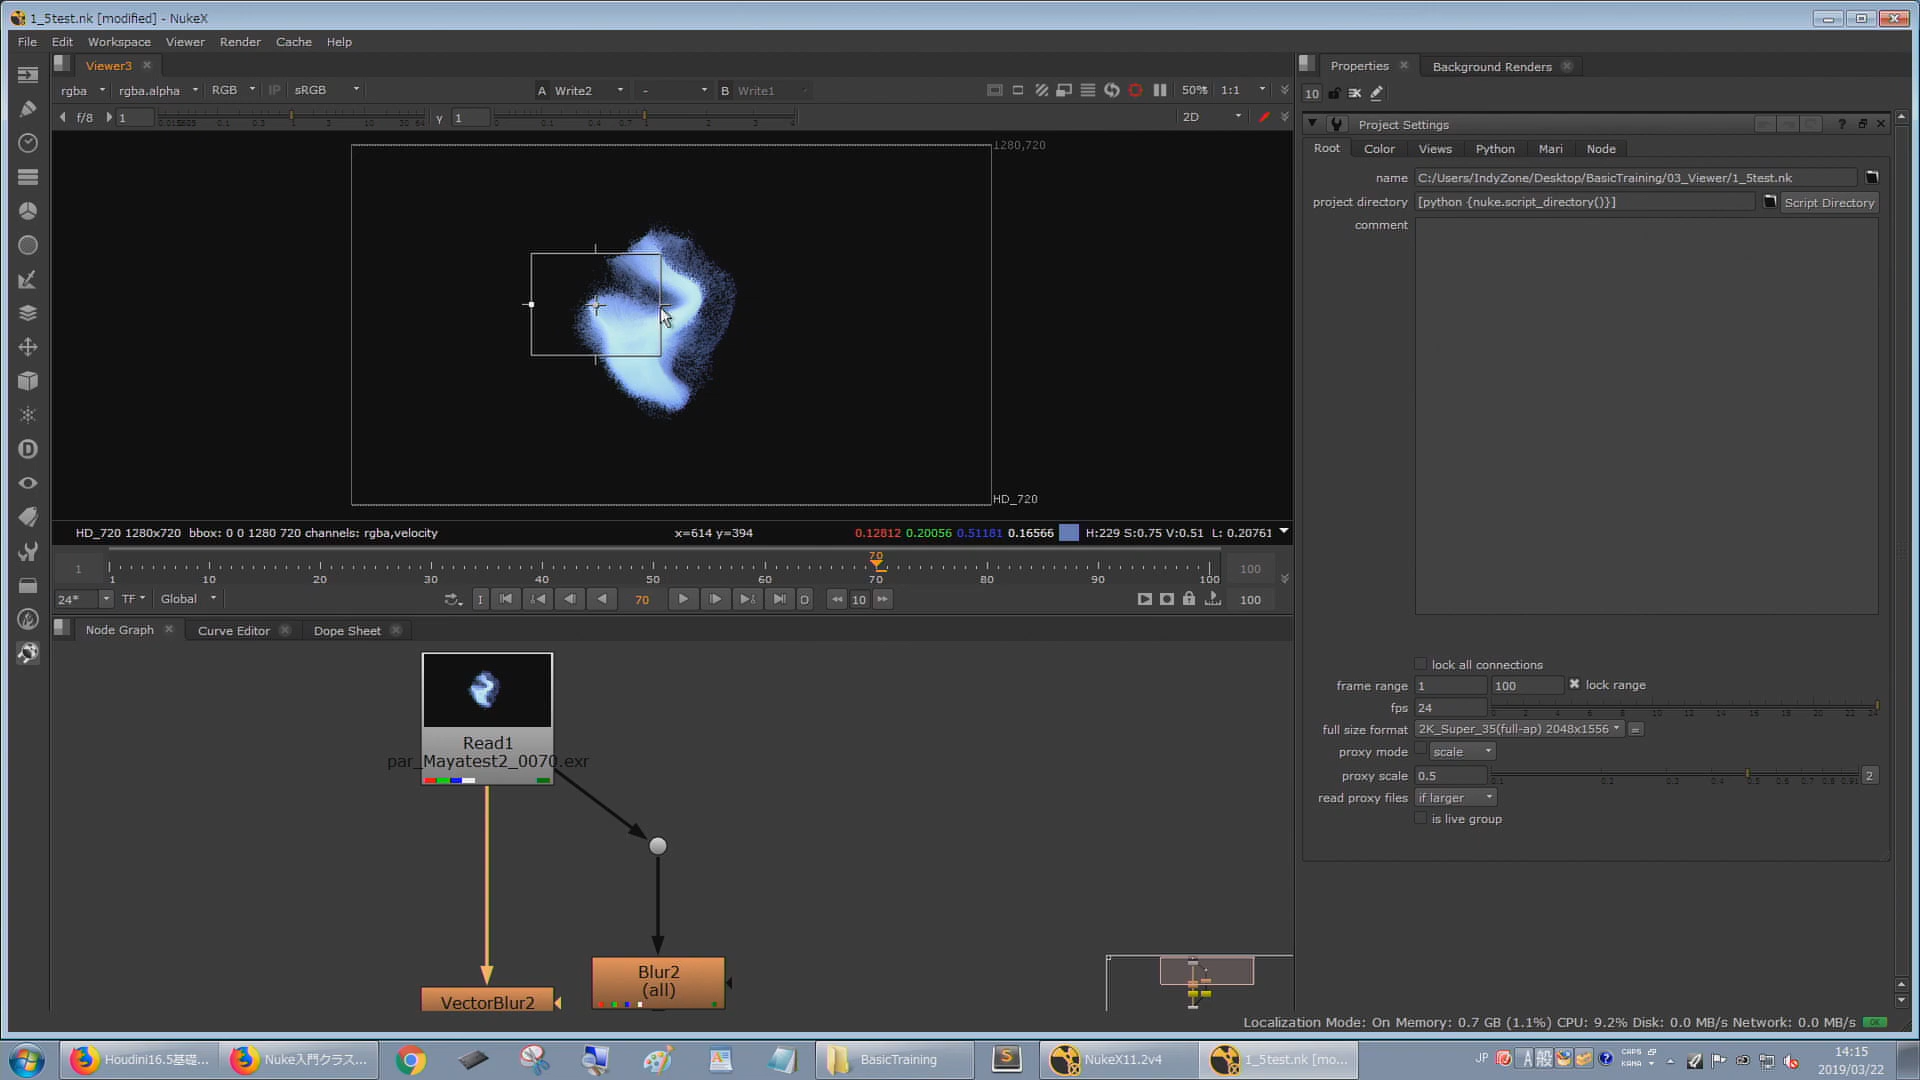 1_5test.nk [modified] - NukeX
File Edit Workspace Viewer Render Cache Help
Viewer3
rgba rgba.alpha RGB IP sRGB A Write2 - B Write1 50% 1:1
f/8 1 y 1 2D
1280,720
HD_720
HD_720 1280x720 bbox: 0 0 1280 720 channels: rgba,velocity x=614 y=394 0.12812 0.20056 0.51181 0.16566 H:229 S:0.75 V:0.51 L: 0.20761
70
1 100
1 10 20 30 40 50 60 70 80 90 100
24* TF Global I 70 O 10 100
Node Graph Curve Editor Dope Sheet
Read1
par_Mayatest2_0070.exr
Blur2
(all)
VectorBlur2
Properties Background Renders
10
Project Settings
Root Color Views Python Mari Node
name C:/Users/IndyZone/Desktop/BasicTraining/03_Viewer/1_5test.nk
project directory [python {nuke.script_directory()}] Script Directory
comment
lock all connections
frame range 1 100 lock range
fps 24
full size format 2K_Super_35(full-ap) 2048x1556 =
proxy mode scale
proxy scale 0.5 2
read proxy files if larger
is live group
Localization Mode: On Memory: 0.7 GB (1.1%) CPU: 9.2% Disk: 0.0 MB/s Network: 0.0 MB/s
Houdini16.5基礎... Nuke入門クラス... BasicTraining NukeX11.2v4 1_5test.nk [mo... JP A 般 CAPS KANA 14:15
2019/03/22